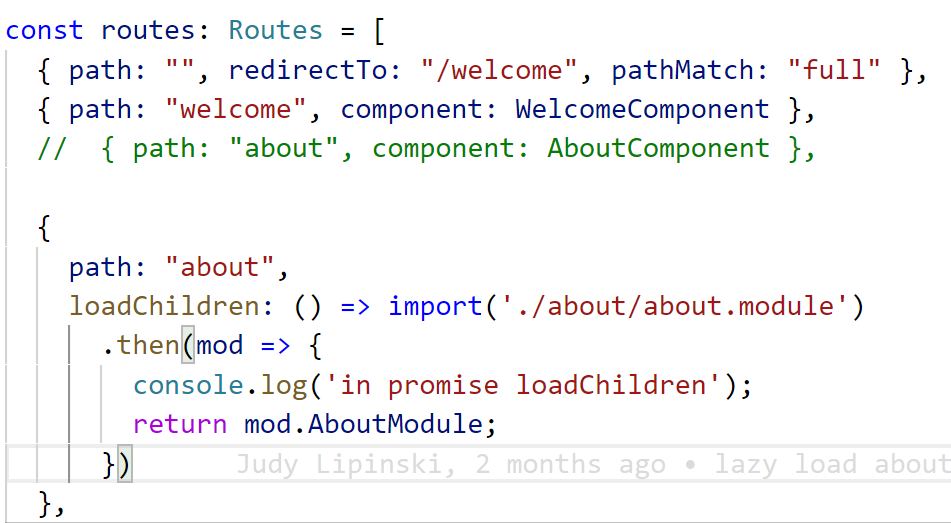 const routes: Routes = [
{ path: "", redirectTo: "/welcome", pathMatch: "full" },
{ path: "welcome", component: WelcomeComponent },
//  { path: "about", component: AboutComponent },
{
path: "about",
loadChildren: () => import('./about/about.module')
.then(mod => {
console.log('in promise loadChildren');
return mod.AboutModule;
})    Judy Lipinski, 2 months ago • lazy load about
},